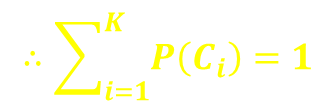 ∴ ∑_{i=1}^{K} P(C_i) = 1